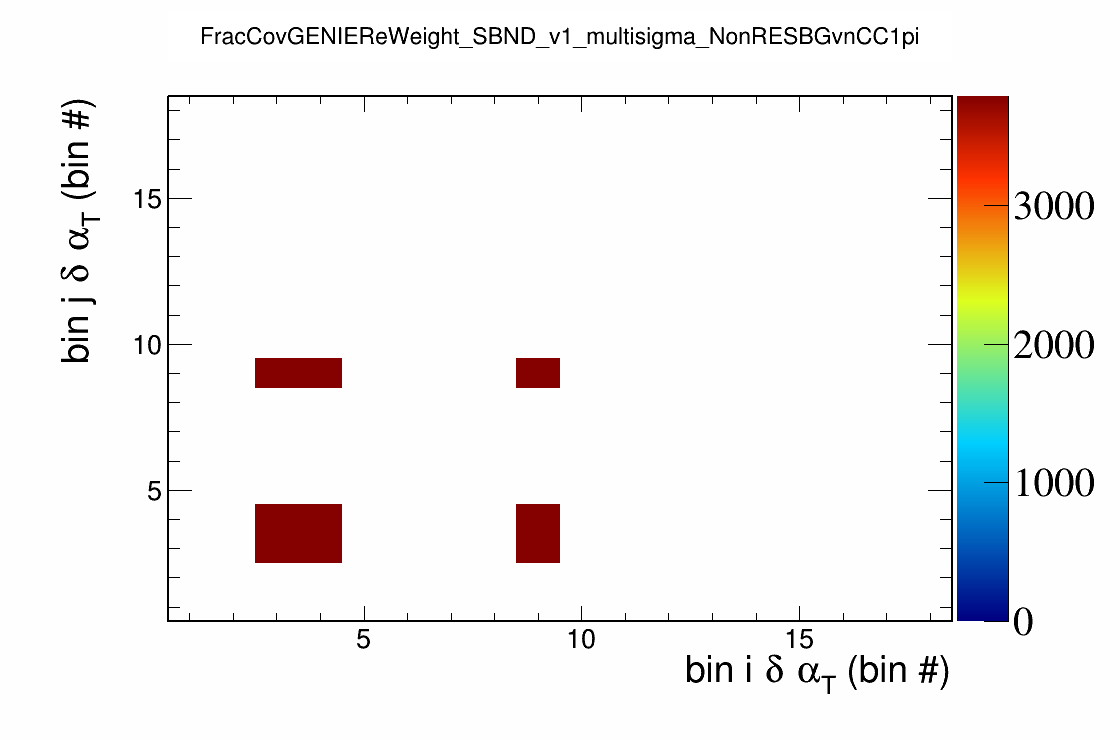 FracCovGENIEReWeight_SBND_v1_multisigma_NonRESBGvnCC1pi
bin j δ α_T (bin #)
15
10
5
5 10 15
bin i δ α_T (bin #)
3000
2000
1000
0